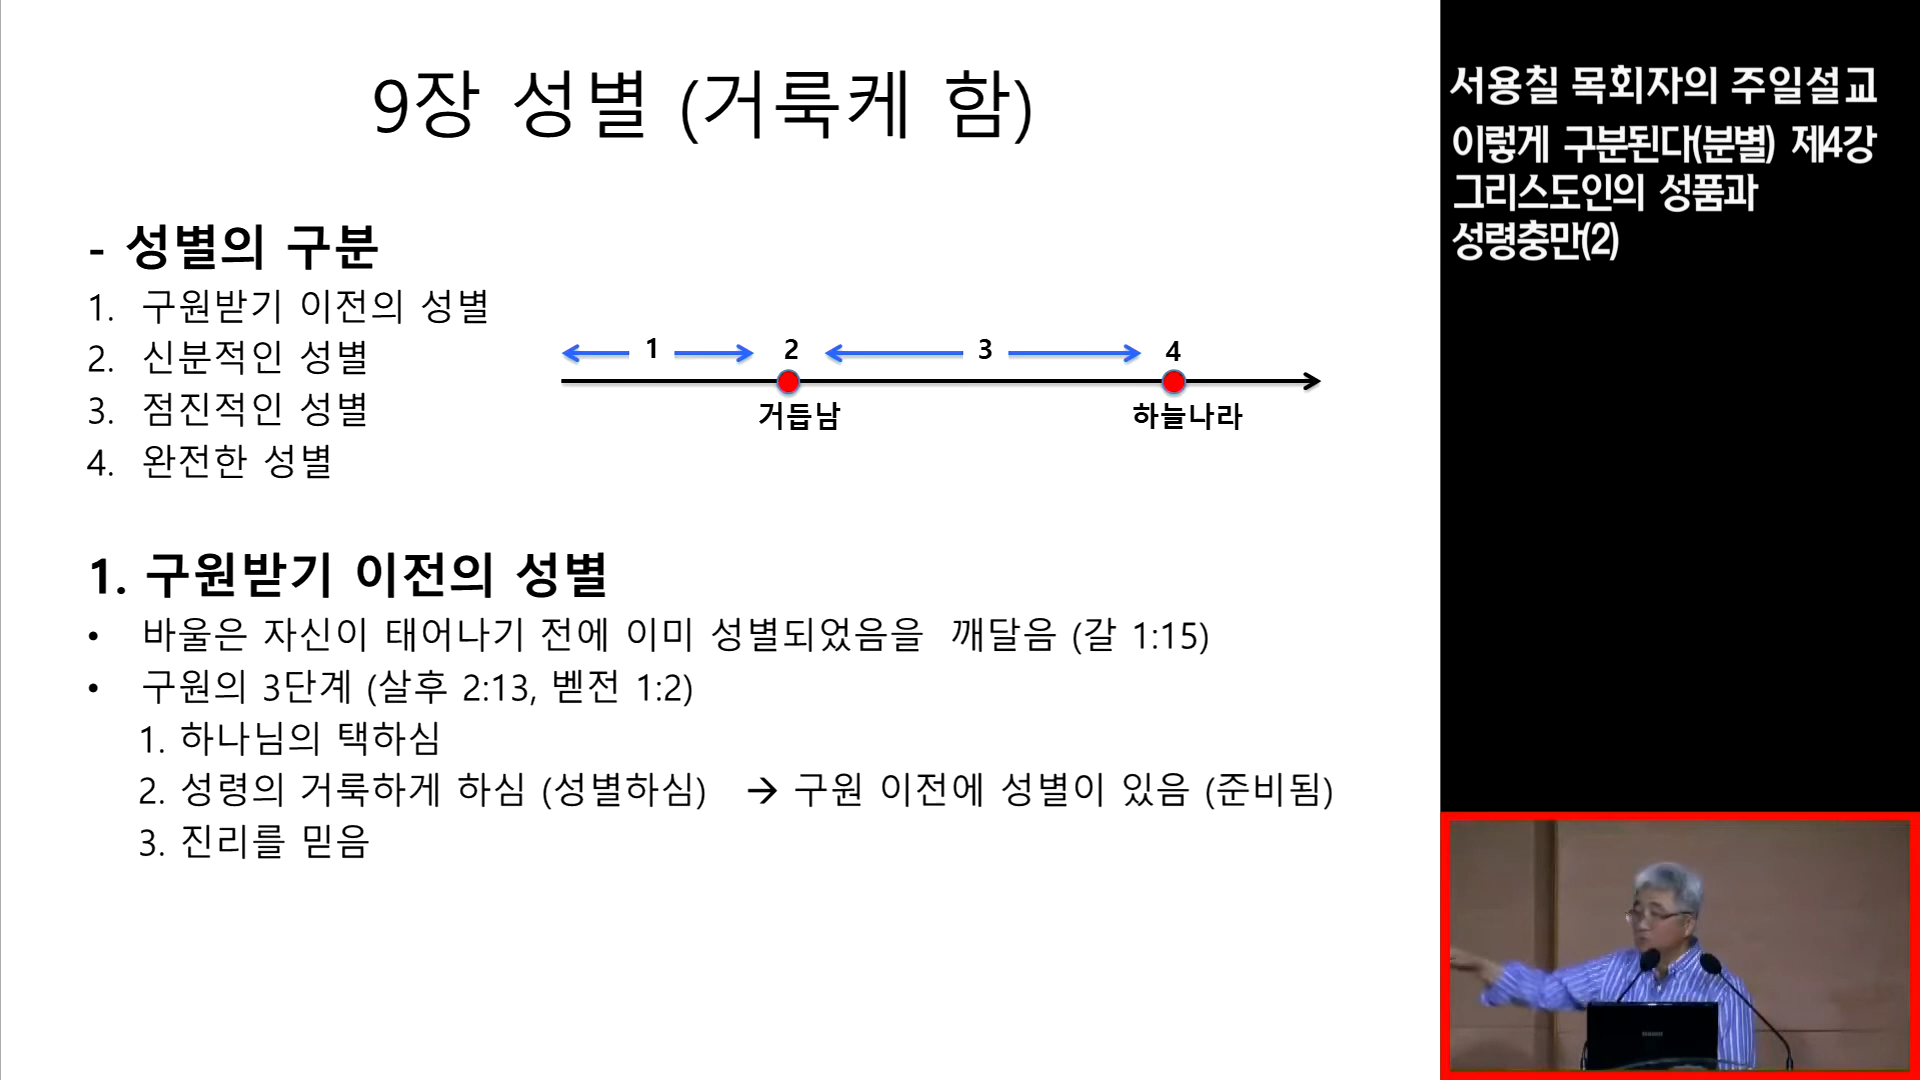 9장 성별 (거룩케 함)
- 성별의 구분
1. 구원받기 이전의 성별
2. 신분적인 성별
3. 점진적인 성별
4. 완전한 성별
1 2 3 4
거듭남 하늘나라
1. 구원받기 이전의 성별
• 바울은 자신이 태어나기 전에 이미 성별되었음을 깨달음 (갈 1:15)
• 구원의 3단계 (살후 2:13, 벧전 1:2)
1. 하나님의 택하심
2. 성령의 거룩하게 하심 (성별하심) → 구원 이전에 성별이 있음 (준비됨)
3. 진리를 믿음
서용칠 목회자의 주일설교
이렇게 구분된다(분별) 제4강
그리스도인의 성품과
성령충만(2)